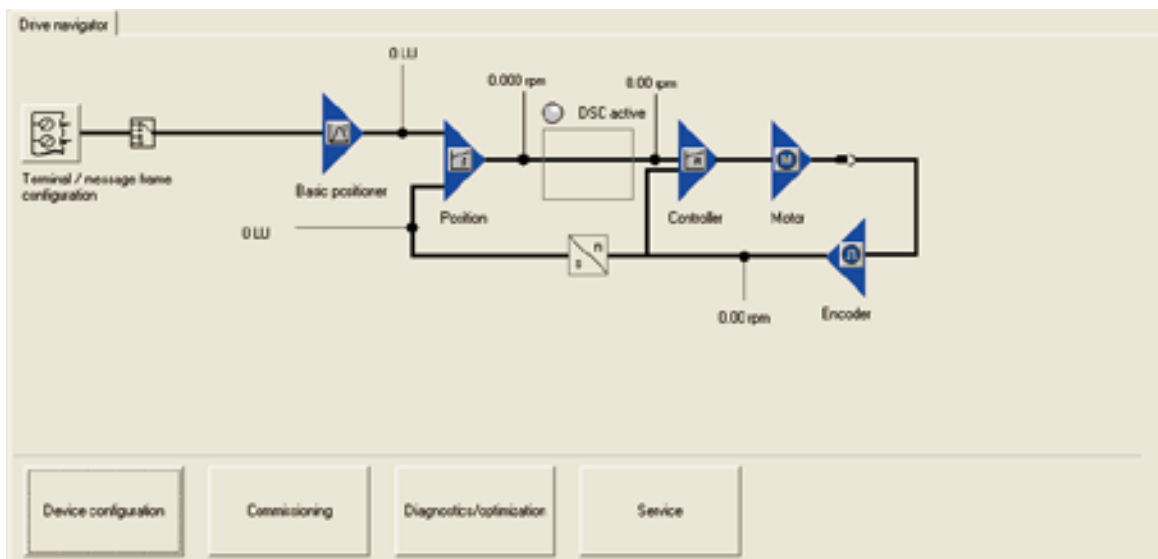 Drive navigator
0 LU
0.000 rpm
0.00 rpm
DSC active
Terminal / message frame
configuration
Basic positioner
Position
Controller
Motor
0 LU
n
s
0.00 rpm
Encoder
Device configuration
Commissioning
Diagnostics/optimization
Service